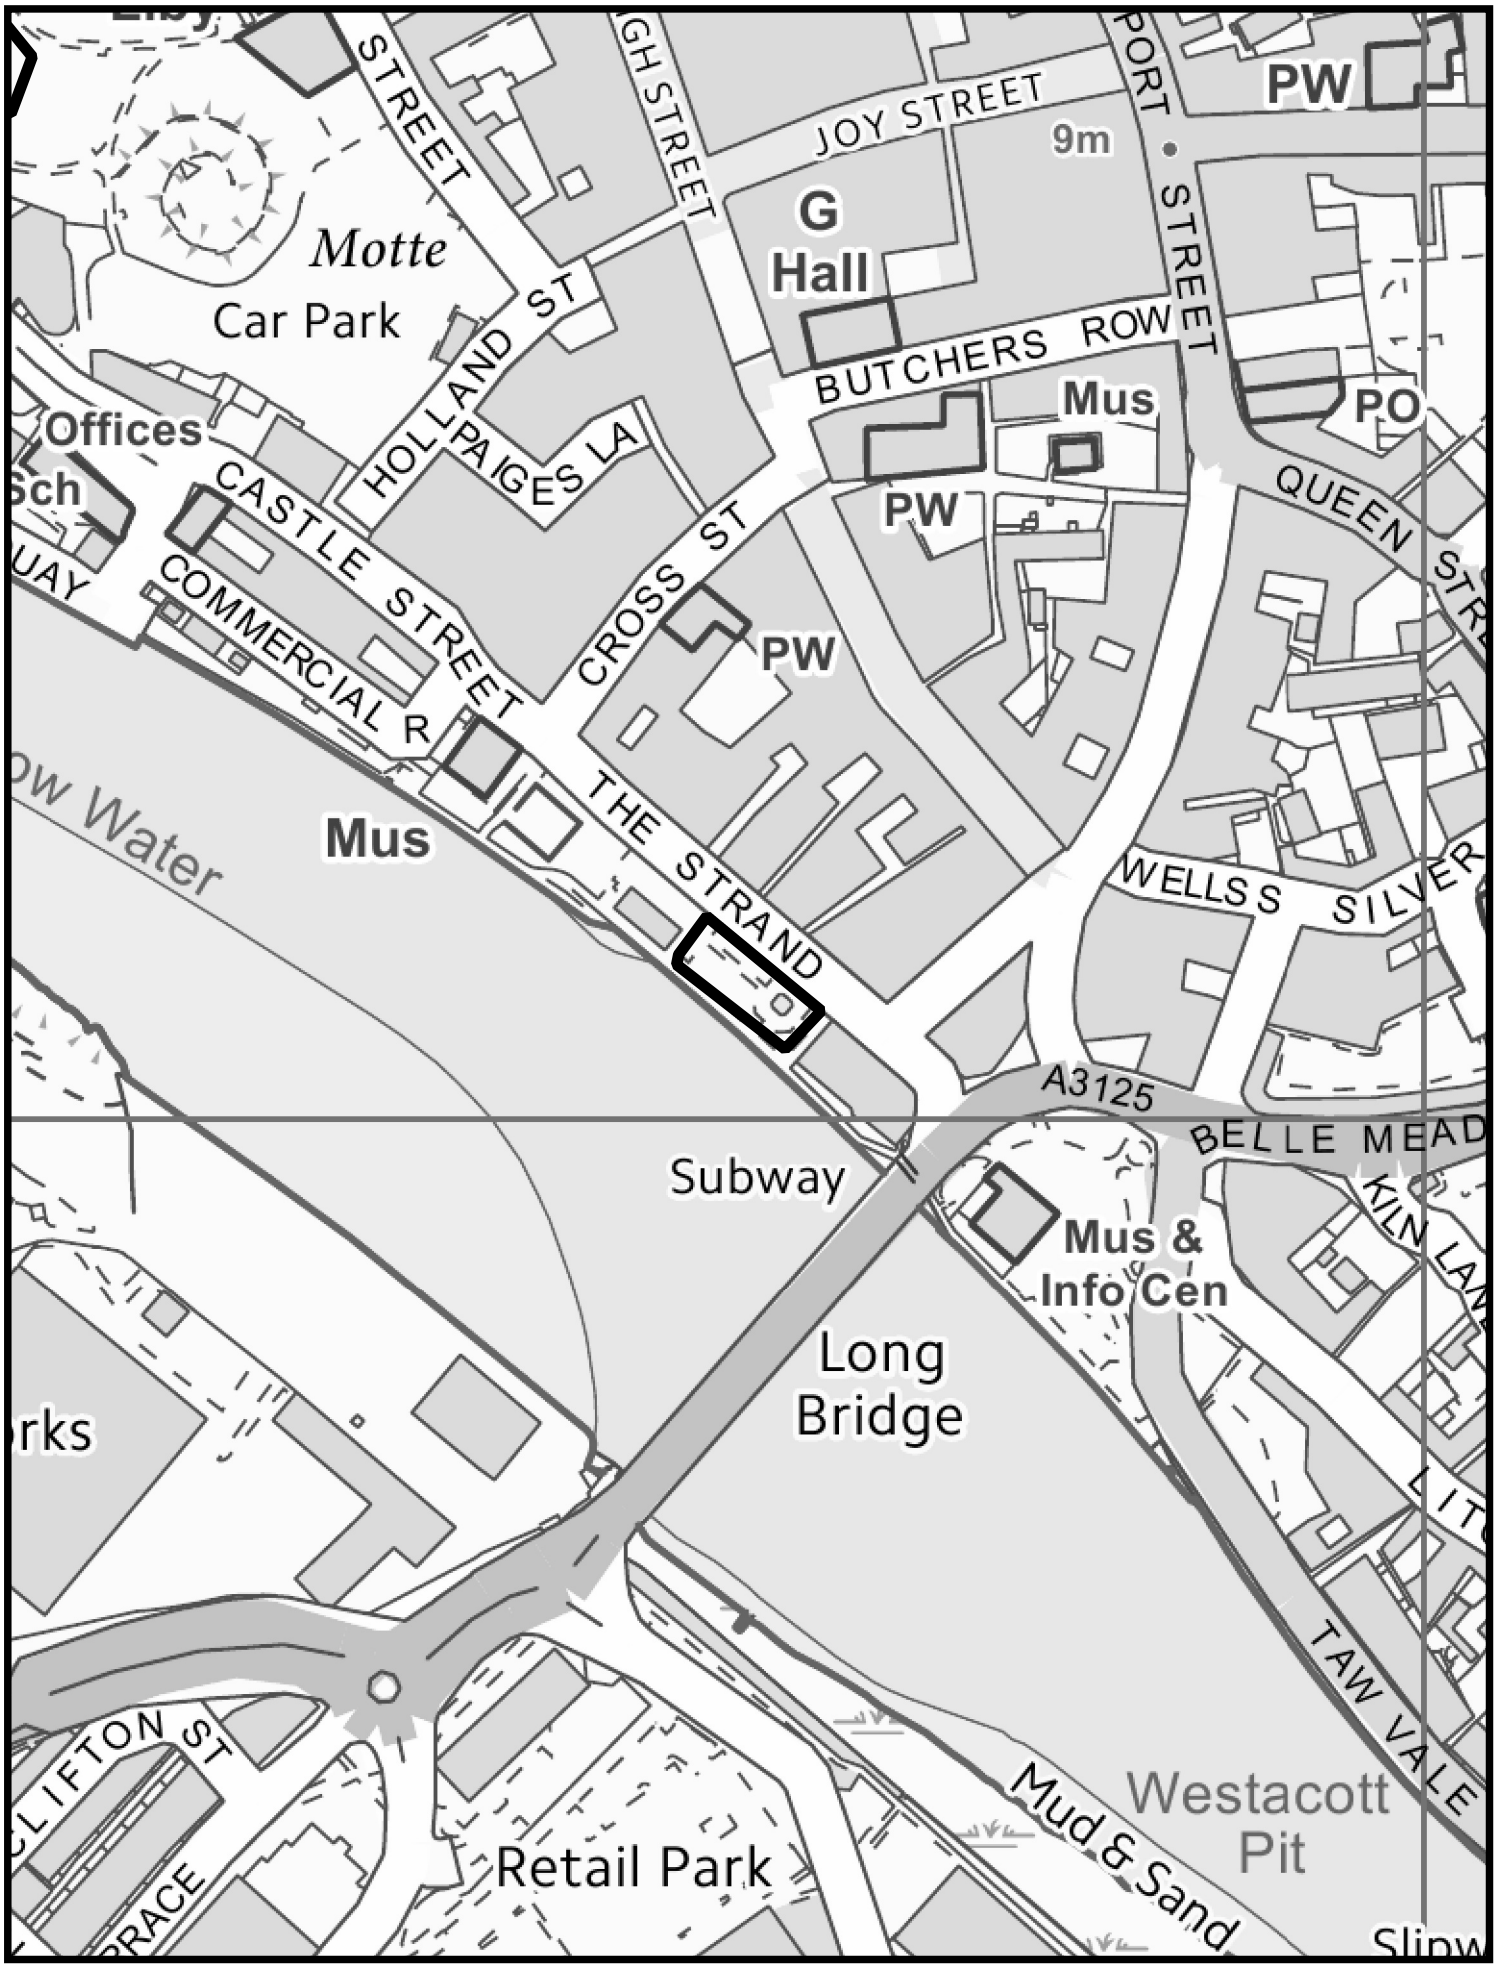 STREET
STREET
JOY STREET
PORT
STREET
PW
9m
G
Hall
Motte
Car Park
HOLLAND ST
BUTCHERS ROW
Mus
PO
Offices
Sch
PAIGES LA
PW
QUEEN STRE
CASTLE STREET
COMMERCIAL R
CROSS ST
PW
UAY
THE STRAND
Mus
ow Water
WELLS S
SILVER
A3125
BELLE MEAD
Subway
KILN LANE
Mus &
Info Cen
Long
Bridge
orks
TAW VALE
CLIFTON ST
RRACE
Retail Park
Mud & Sand
Westacott
Pit
Slipw